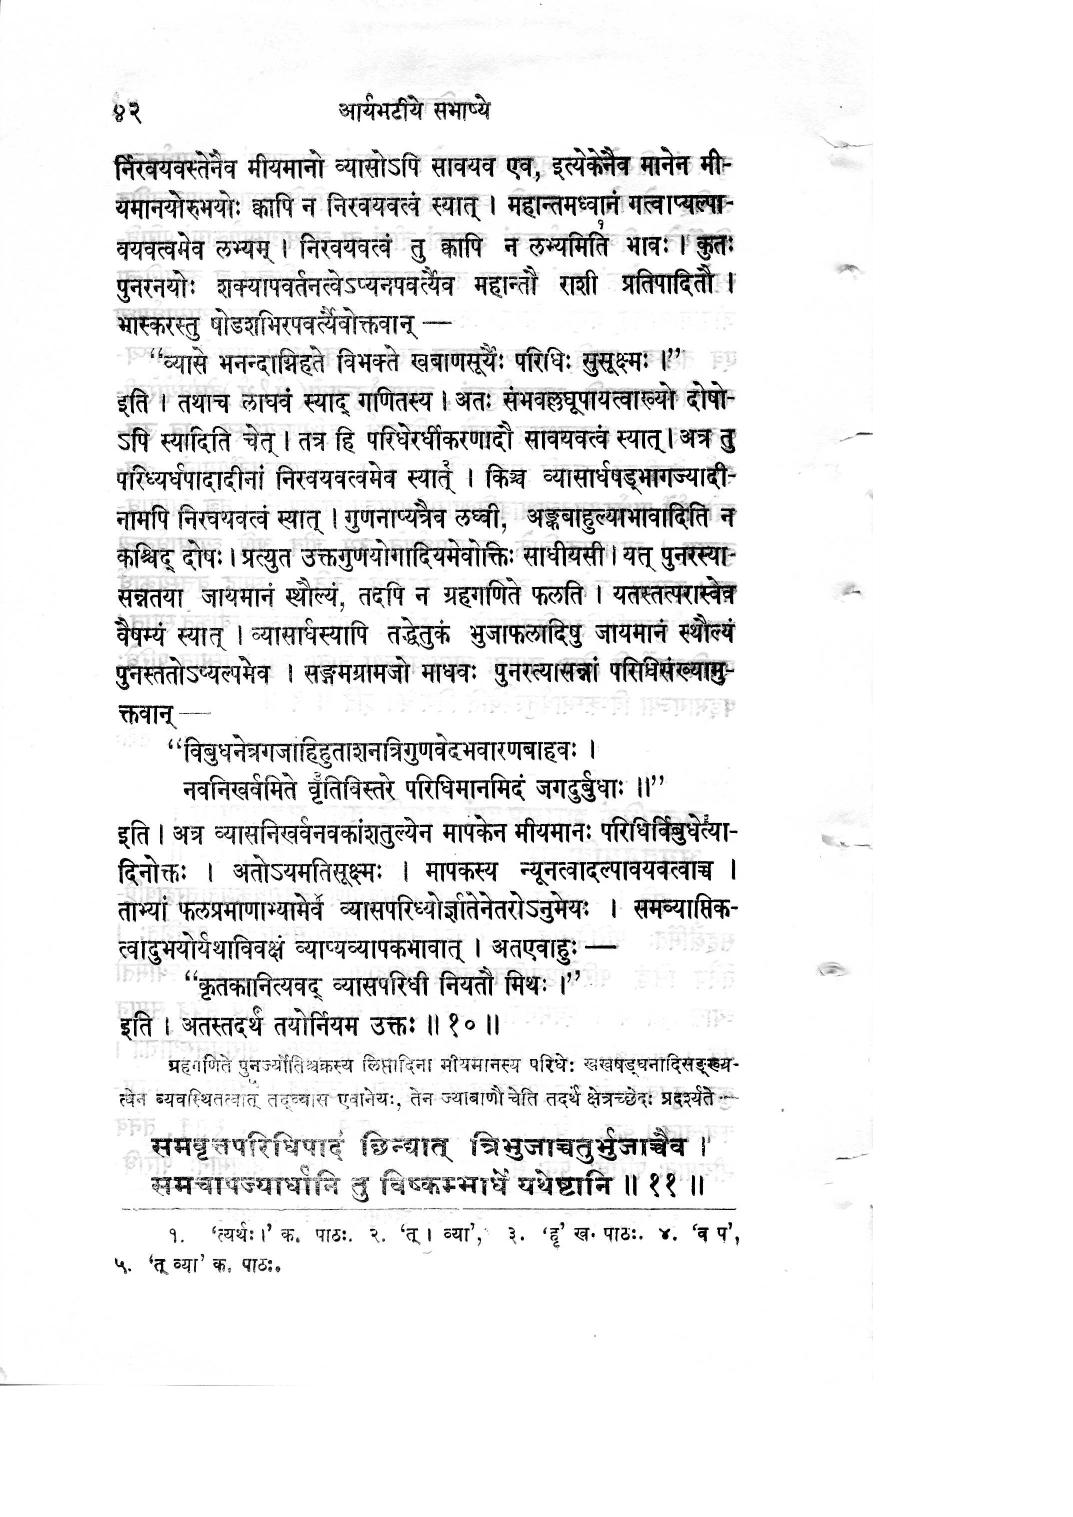 ४२ आर्यभटीये सभाष्ये
र्निरवयवस्तेनैव मीयमानो व्यासोऽपि सावयव एव, इत्येकेनैव मानेन मी-
यमानयोरुभयोः क्वापि न निरवयवत्वं स्यात् । महान्तमध्वानं गत्वाप्यल्पा-
वयवत्वमेव लभ्यम् । निरवयवत्वं तु क्वापि न लभ्यमिति१ भावः । कुतः
पुनरनयोः शक्यापवर्तनत्वेऽप्यनपवर्त्यैव महान्तौ राशी प्रतिपादितौ ।
भास्करस्तु षोडशभिरपवर्त्यैवोक्तवान् —
“व्यासे भनन्दाग्निहते विभक्ते खबाणसूर्यैः परिधिः सुसूक्ष्मः ।”
इति । तथाच लाघवं स्याद् गणितस्य । अतः संभवल्लघूपायत्वाख्यो दोषो-
ऽपि स्यादिति चेत् । तत्र हि परिधेरर्धीकरणादौ सावयवत्वं स्यात् । अत्र तु
परिध्यर्धपादादीनां निरवयवत्वमेव स्यात्२ । किञ्च व्यासार्धषड्भागज्यादी-
नामपि निरवयवत्वं स्यात् । गुणनाप्यत्रैव लघ्वी, अङ्कबाहुल्याभावादिति न
कश्चिद् दोषः । प्रत्युत उक्तगुणयोगादियमेवोक्तिः साधीयसी । यत् पुनरस्या-
सन्नतया जायमानं स्थौल्यं, तदपि न ग्रहगणिते फलति । यतस्तत्परास्वेव
वैषम्यं स्यात् । व्यासार्धस्यापि तद्धेतुकं भुजाफलादिषु जायमानं स्थौल्यं
पुनस्ततोऽप्यल्पमेव । सङ्गमग्रामजो माधवः पुनरत्यासन्नां परिधिसंख्यामु-
क्तवान् —
“विबुधनेत्रगजाहिहुताशनत्रिगुणवेदभवारणबाहवः ।
नवनिखर्वमिते वृ३तिविस्तरे परिधिमानमिदं जगदुर्बुधाः ॥”
इति । अत्र व्यासनिखर्वनवकांशतुल्येन मापकेन मीयमानः परिधिर्विबुधेत्या-
दिनोक्तः । अतोऽयमतिसूक्ष्मः । मापकस्य न्यूनत्वादल्पावयवत्वाच्च ।
ताभ्यां फलप्रमाणाभ्यामेव४ व्यासपरिध्योर्ज्ञातेनेतरोऽनुमेयः । समव्याप्तिक-
त्वादुभयोर्यथाविवक्षं व्याप्यव्यापकभावात् । अतएवाहुः —
“कृतकानित्यवद् व्यासपरिधी नियतौ मिथः ।”
इति । अतस्तदर्थं तयोर्नियम उक्तः ॥ १० ॥
ग्रहगणिते पुनर्ज्योतिश्चक्रस्य लिप्तादिना मीयमानस्य परिधेः खखषड्घनादिसङ्ख्य-
त्वेन व्यवस्थितत्वात्५ तद्व्यास एवानेयः, तेन ज्याबाणौ चेति तदर्थं क्षेत्रच्छेदः प्रदर्श्यते —
समवृत्तपरिधिपादं छिन्द्यात् त्रिभुजाच्चतुर्भुजाच्चैव ।
समचापज्यार्धानि तु विष्कम्भार्धे यथेष्टानि ॥ ११ ॥
१. ‘त्यर्थः ।’ क. पाठः. २. ‘त् । व्या’, ३. ‘वृ’ ख. पाठः. ४. ‘व प’,
५. ‘त् व्या’ क. पाठः.